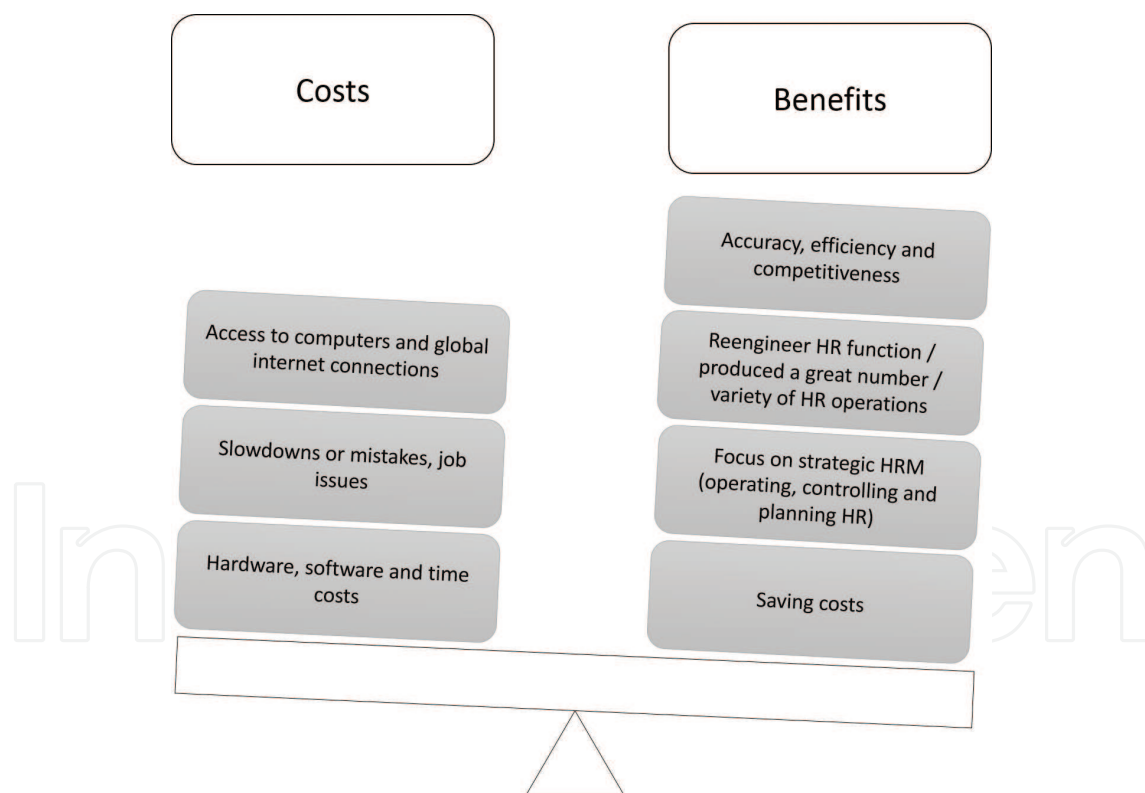 Costs
Benefits
Access to computers and global
internet connections
Slowdowns or mistakes, job
issues
Hardware, software and time
costs
Accuracy, efficiency and
competitiveness
Reengineer HR function /
produced a great number /
variety of HR operations
Focus on strategic HRM
(operating, controlling and
planning HR)
Saving costs